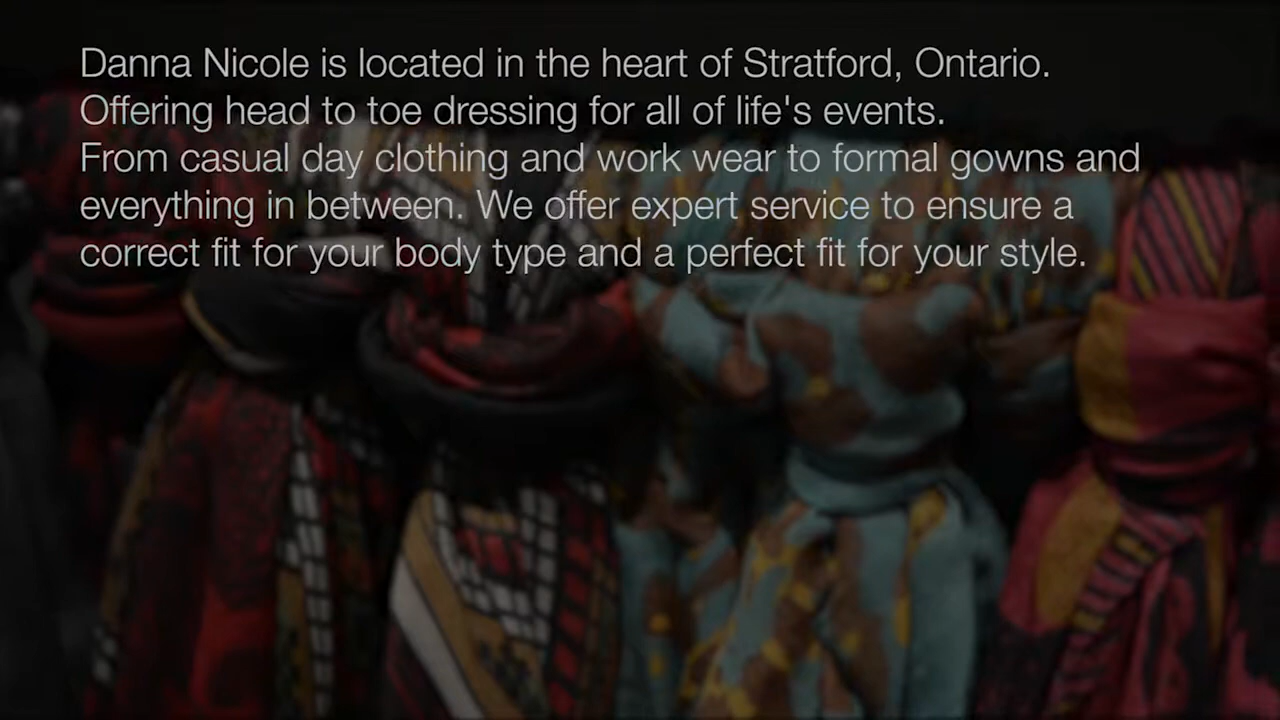 Danna Nicole is located in the heart of Stratford, Ontario.
Offering head to toe dressing for all of life's events.
From casual day clothing and work wear to formal gowns and
everything in between. We offer expert service to ensure a
correct fit for your body type and a perfect fit for your style.